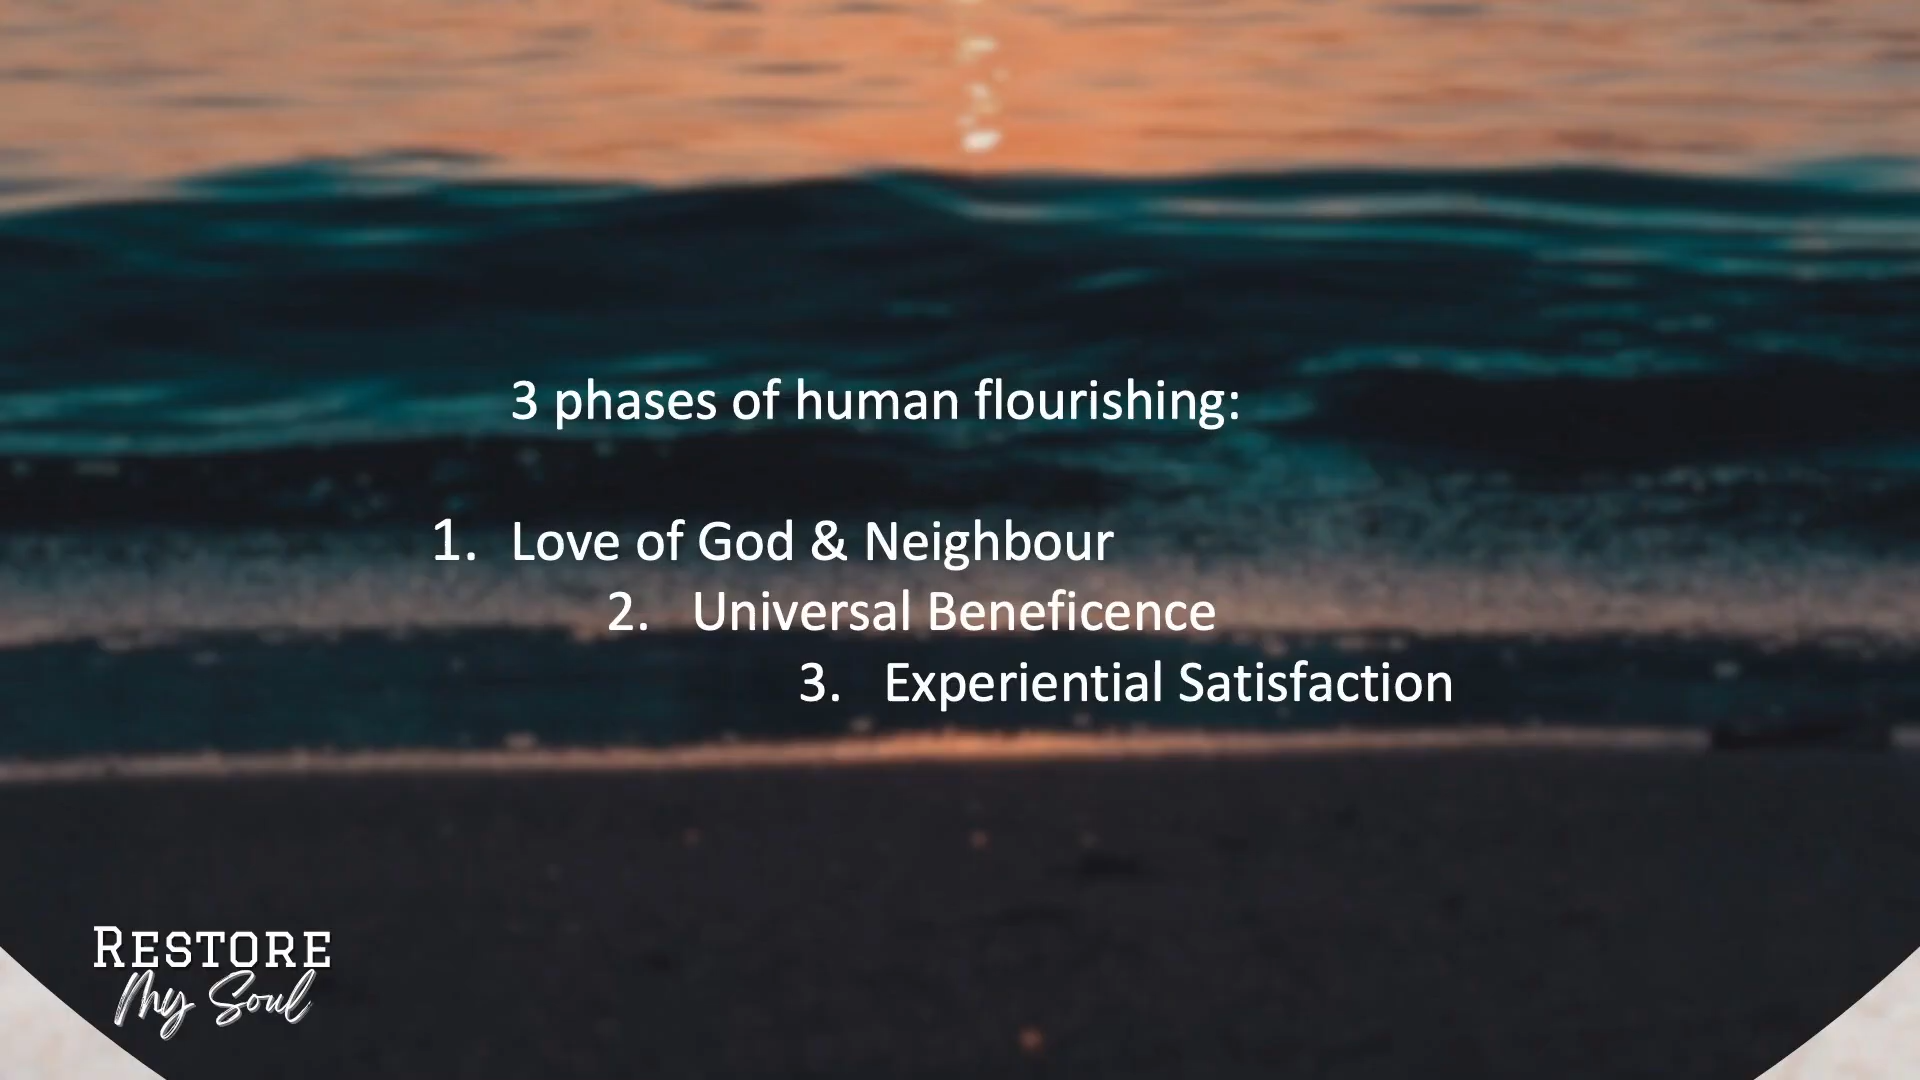 3 phases of human flourishing:
1. Love of God & Neighbour
2. Universal Beneficence
3. Experiential Satisfaction
RESTORE
My Soul